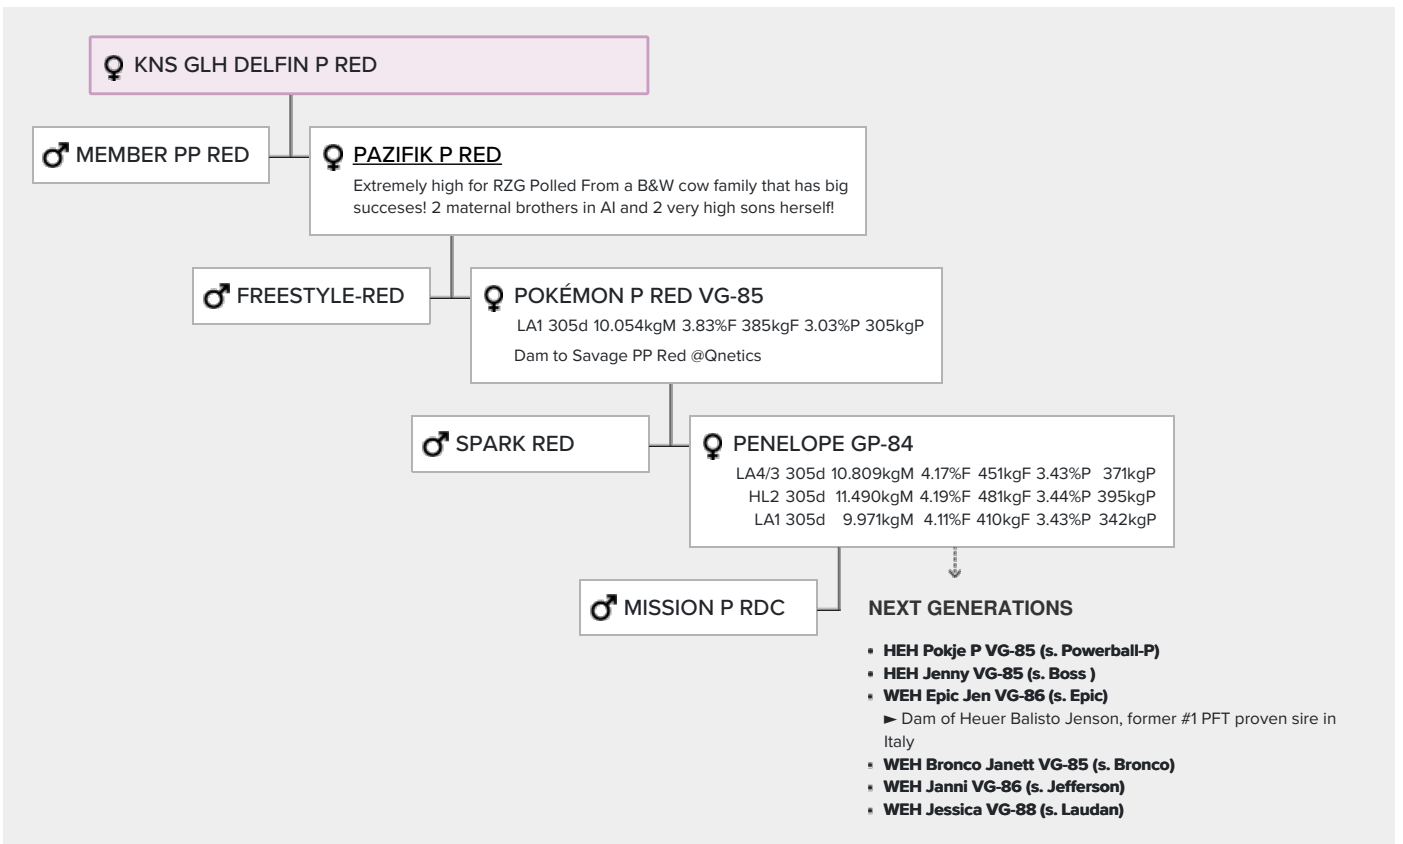 KNS GLH DELFIN P RED
MEMBER PP RED
PAZIFIK P RED
Extremely high for RZG Polled From a B&W cow family that has big
succeses! 2 maternal brothers in AI and 2 very high sons herself!
FREESTYLE-RED
POKÉMON P RED VG-85
LA1 305d 10.054kgM 3.83%F 385kgF 3.03%P 305kgP
Dam to Savage PP Red @Qnetics
SPARK RED
PENELOPE GP-84
LA4/3 305d 10.809kgM 4.17%F 451kgF 3.43%P 371kgP
HL2 305d 11.490kgM 4.19%F 481kgF 3.44%P 395kgP
LA1 305d 9.971kgM 4.11%F 410kgF 3.43%P 342kgP
MISSION P RDC
NEXT GENERATIONS
▪ HEH Pokje P VG-85 (s. Powerball-P)
▪ HEH Jenny VG-85 (s. Boss )
▪ WEH Epic Jen VG-86 (s. Epic)
► Dam of Heuer Balisto Jenson, former #1 PFT proven sire in
Italy
▪ WEH Bronco Janett VG-85 (s. Bronco)
▪ WEH Janni VG-86 (s. Jefferson)
▪ WEH Jessica VG-88 (s. Laudan)